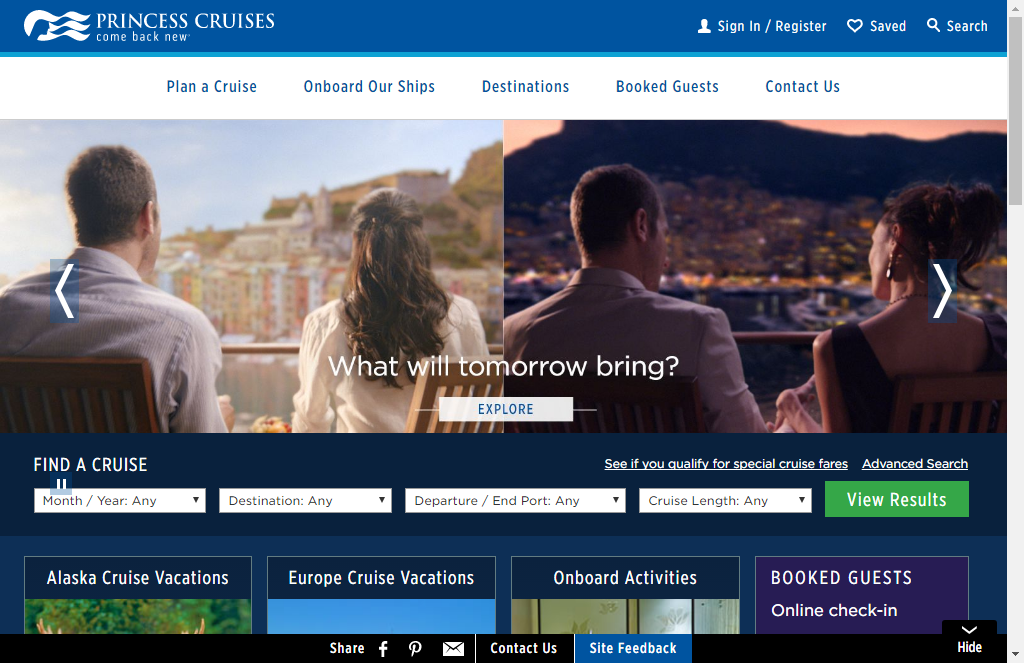 PRINCESS CRUISES
come back new
Sign In / Register
Saved
Search
Plan a Cruise
Onboard Our Ships
Destinations
Booked Guests
Contact Us
What will tomorrow bring?
EXPLORE
FIND A CRUISE
See if you qualify for special cruise fares
Advanced Search
Month / Year: Any
Destination: Any
Departure / End Port: Any
Cruise Length: Any
View Results
Alaska Cruise Vacations
Europe Cruise Vacations
Onboard Activities
BOOKED GUESTS
Online check-in
Share
Contact Us
Site Feedback
Hide